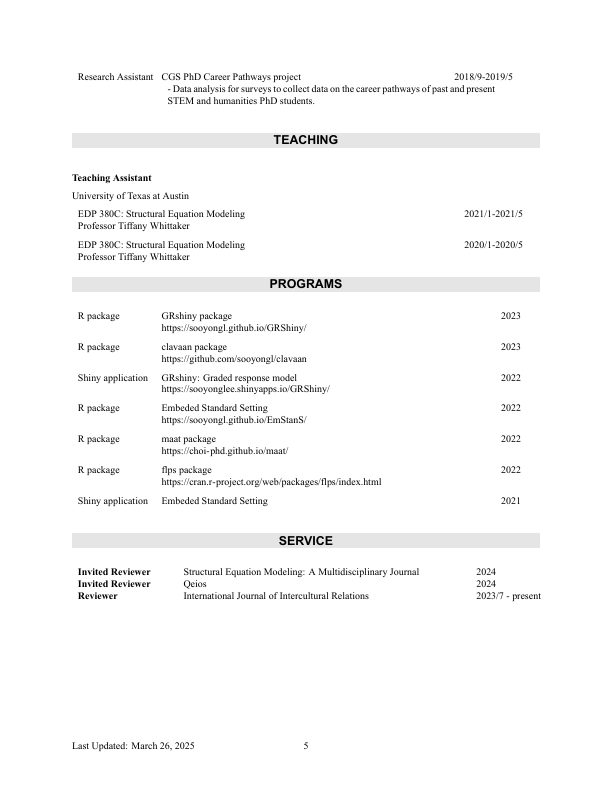 Research Assistant CGS PhD Career Pathways project 2018/9-2019/5
- Data analysis for surveys to collect data on the career pathways of past and present
STEM and humanities PhD students.
TEACHING
Teaching Assistant
University of Texas at Austin
EDP 380C: Structural Equation Modeling 2021/1-2021/5
Professor Tiffany Whittaker
EDP 380C: Structural Equation Modeling 2020/1-2020/5
Professor Tiffany Whittaker
PROGRAMS
R package GRshiny package 2023
https://sooyongl.github.io/GRShiny/
R package clavaan package 2023
https://github.com/sooyongl/clavaan
Shiny application GRshiny: Graded response model 2022
https://sooyonglee.shinyapps.io/GRShiny/
R package Embeded Standard Setting 2022
https://sooyongl.github.io/EmStanS/
R package maat package 2022
https://choi-phd.github.io/maat/
R package flps package 2022
https://cran.r-project.org/web/packages/flps/index.html
Shiny application Embeded Standard Setting 2021
SERVICE
Invited Reviewer Structural Equation Modeling: A Multidisciplinary Journal 2024
Invited Reviewer Qeios 2024
Reviewer International Journal of Intercultural Relations 2023/7 - present
Last Updated: March 26, 2025 5